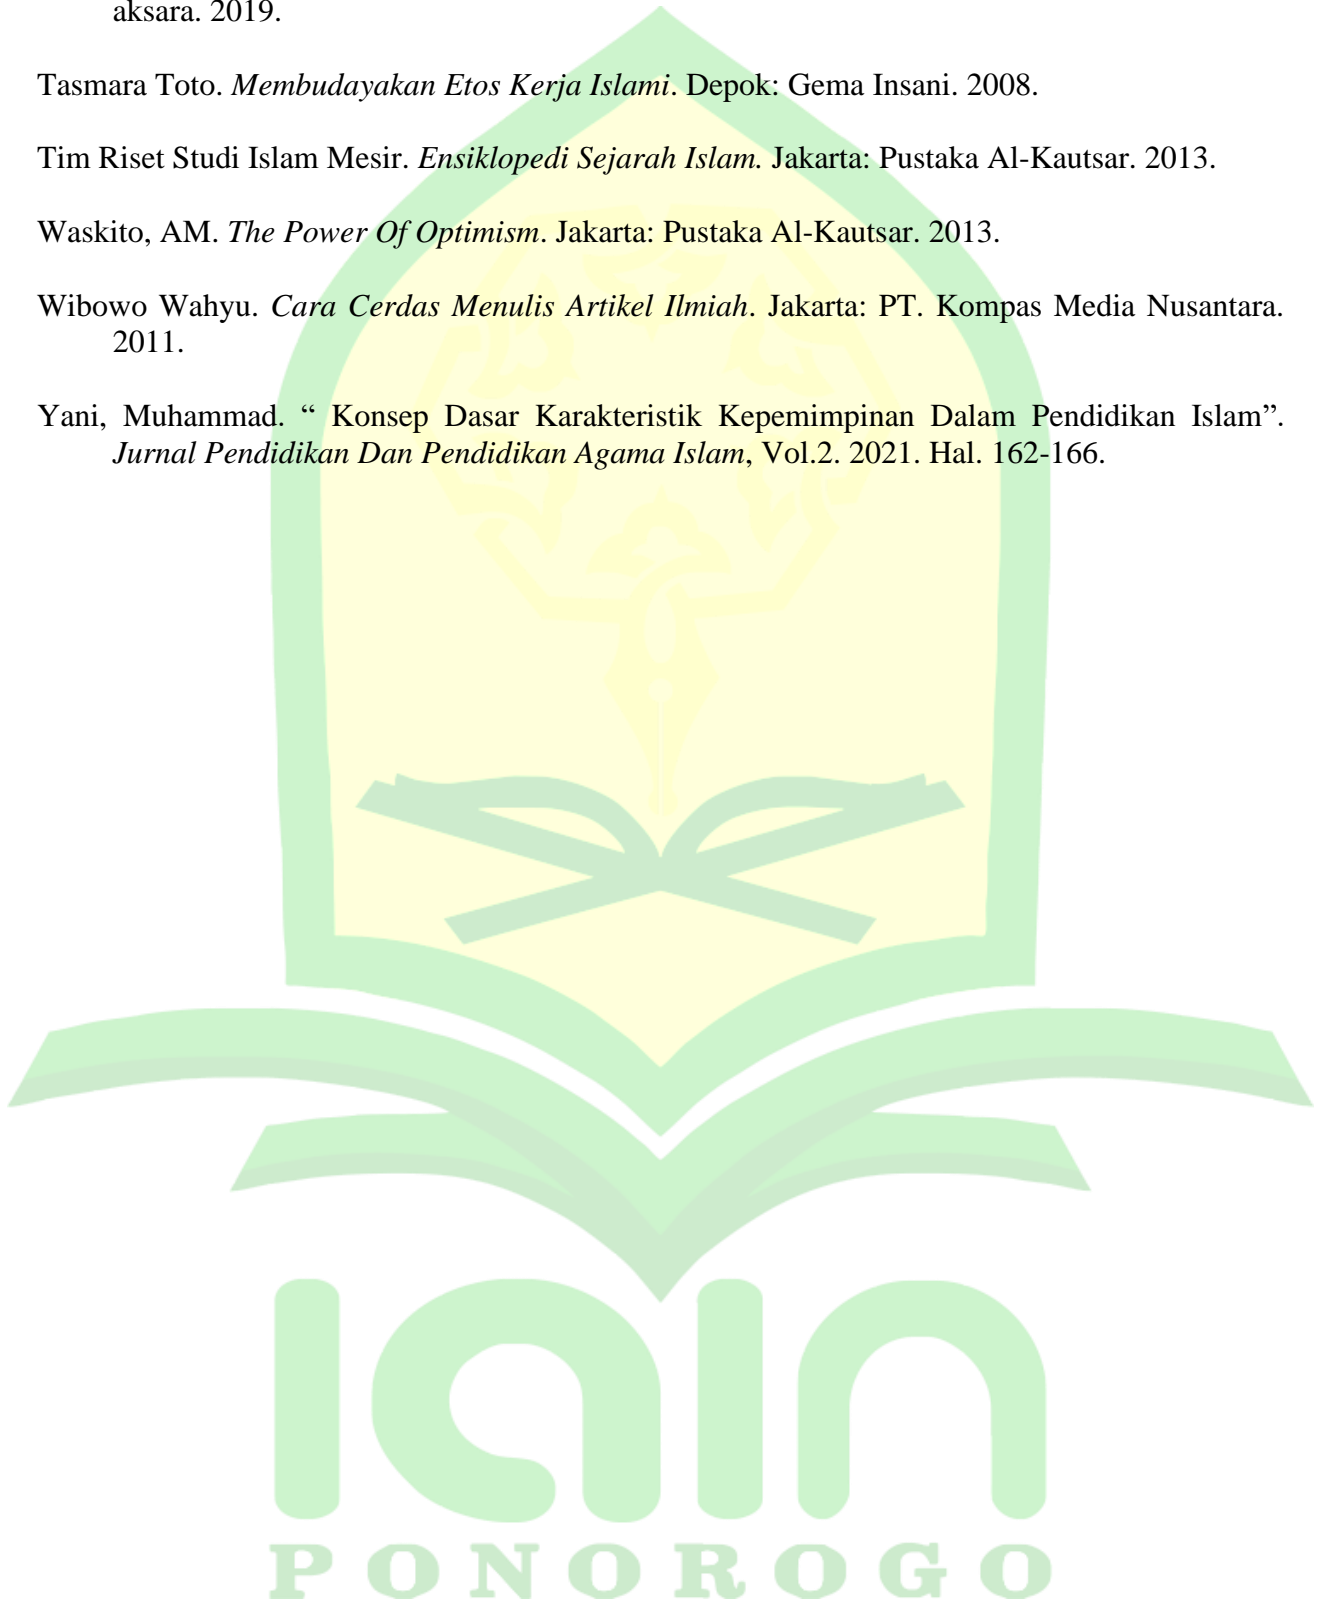 aksara. 2019.
Tasmara Toto. Membudayakan Etos Kerja Islami. Depok: Gema Insani. 2008.
Tim Riset Studi Islam Mesir. Ensiklopedi Sejarah Islam. Jakarta: Pustaka Al-Kautsar. 2013.
Waskito, AM. The Power Of Optimism. Jakarta: Pustaka Al-Kautsar. 2013.
Wibowo Wahyu. Cara Cerdas Menulis Artikel Ilmiah. Jakarta: PT. Kompas Media Nusantara.
2011.
Yani, Muhammad. “ Konsep Dasar Karakteristik Kepemimpinan Dalam Pendidikan Islam”.
Jurnal Pendidikan Dan Pendidikan Agama Islam, Vol.2. 2021. Hal. 162-166.
IAIN
PONOROGO